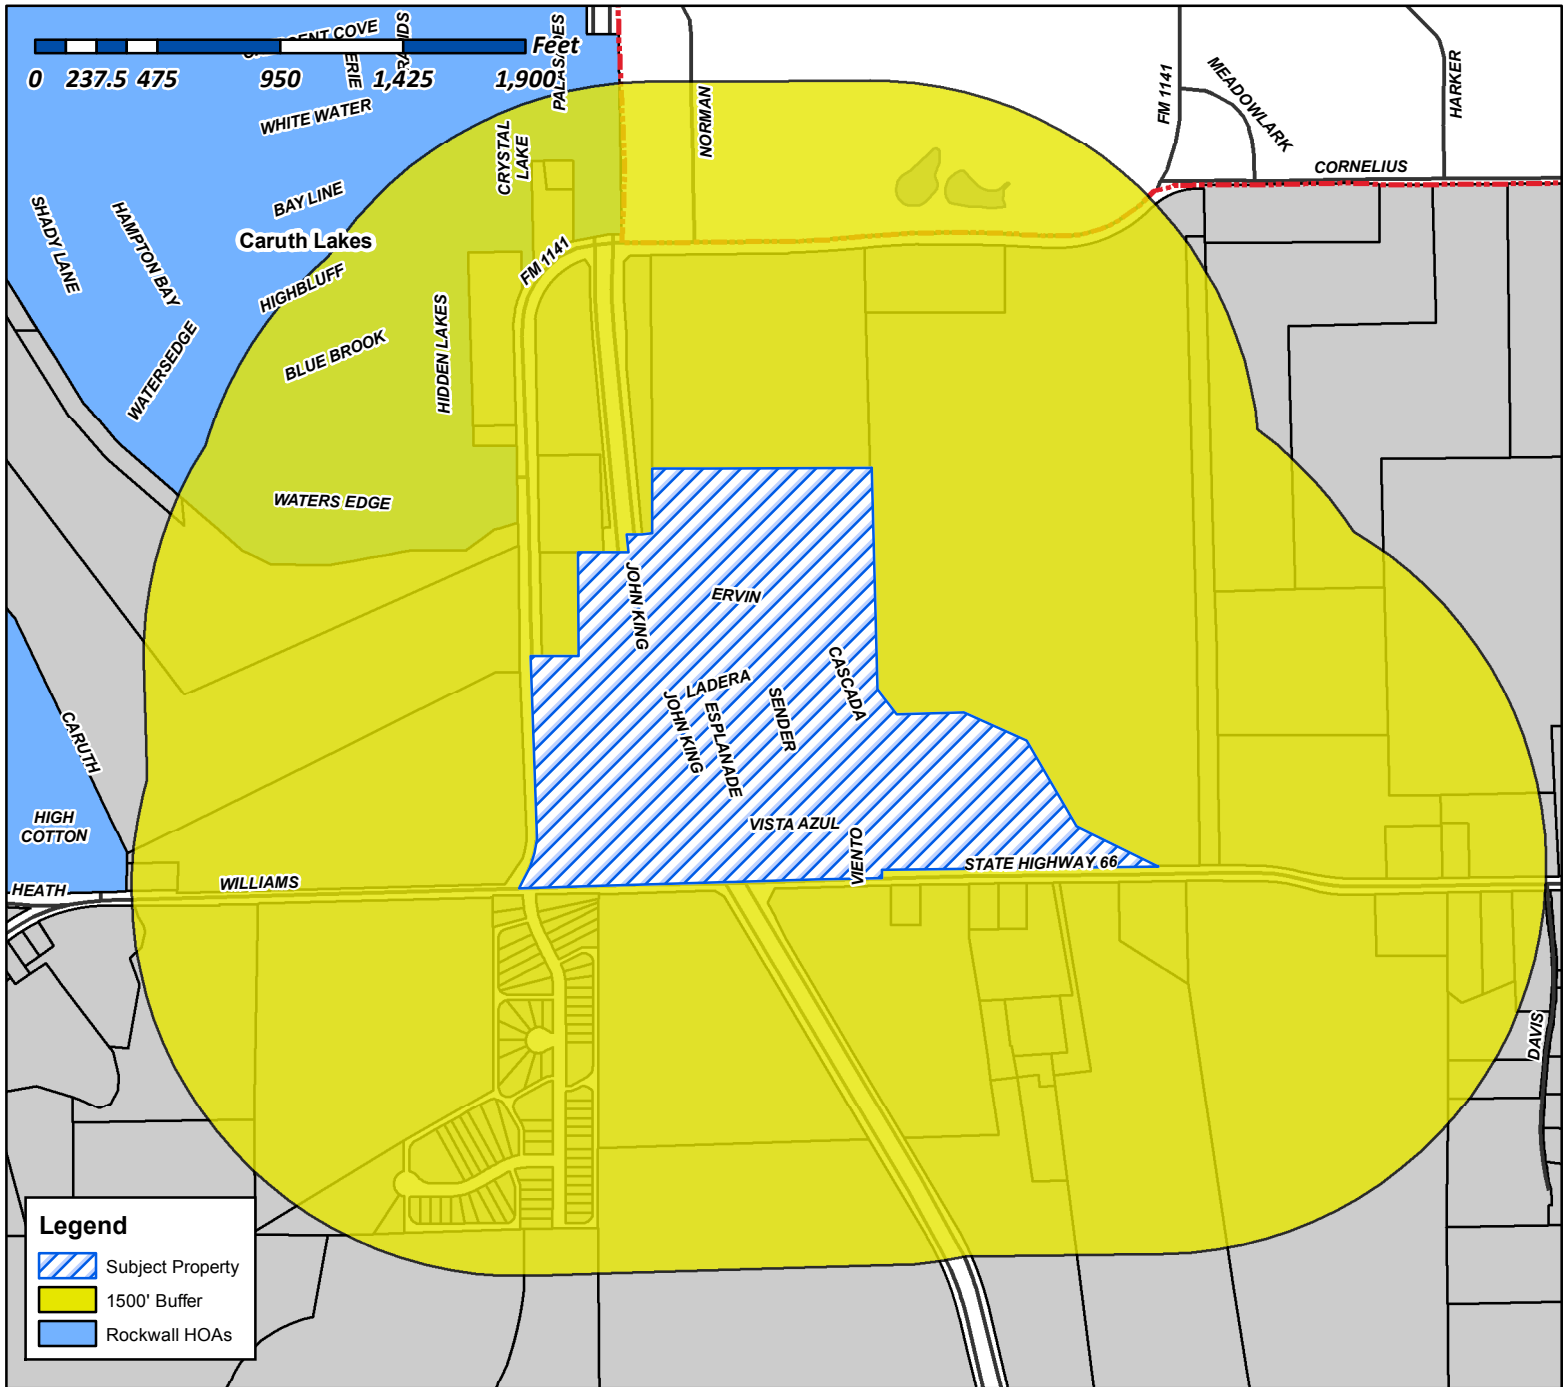 PALASADES
Feet
0 237.5 475 950 1,425 1,900
WHITE WATER
CRYSTAL
LAKE
NORMAN
FM 1141
MEADOWLARK
HARKER
CORNELIUS
SHADY LANE
HAMPTON BAY
BAY LINE
Caruth Lakes
HIGHBLUFF
FM 1141
WATERSEDGE
BLUE BROOK
HIDDEN LAKES
WATERS EDGE
JOHN KING
ERVIN
CASCADA
LADERA
JOHN KING
ESPLANADE
SENDER
CARUTH
HIGH
COTTON
VISTA AZUL
VIENTO
STATE HIGHWAY 66
HEATH
WILLIAMS
DAVIS
Legend
Subject Property
1500' Buffer
Rockwall HOAs